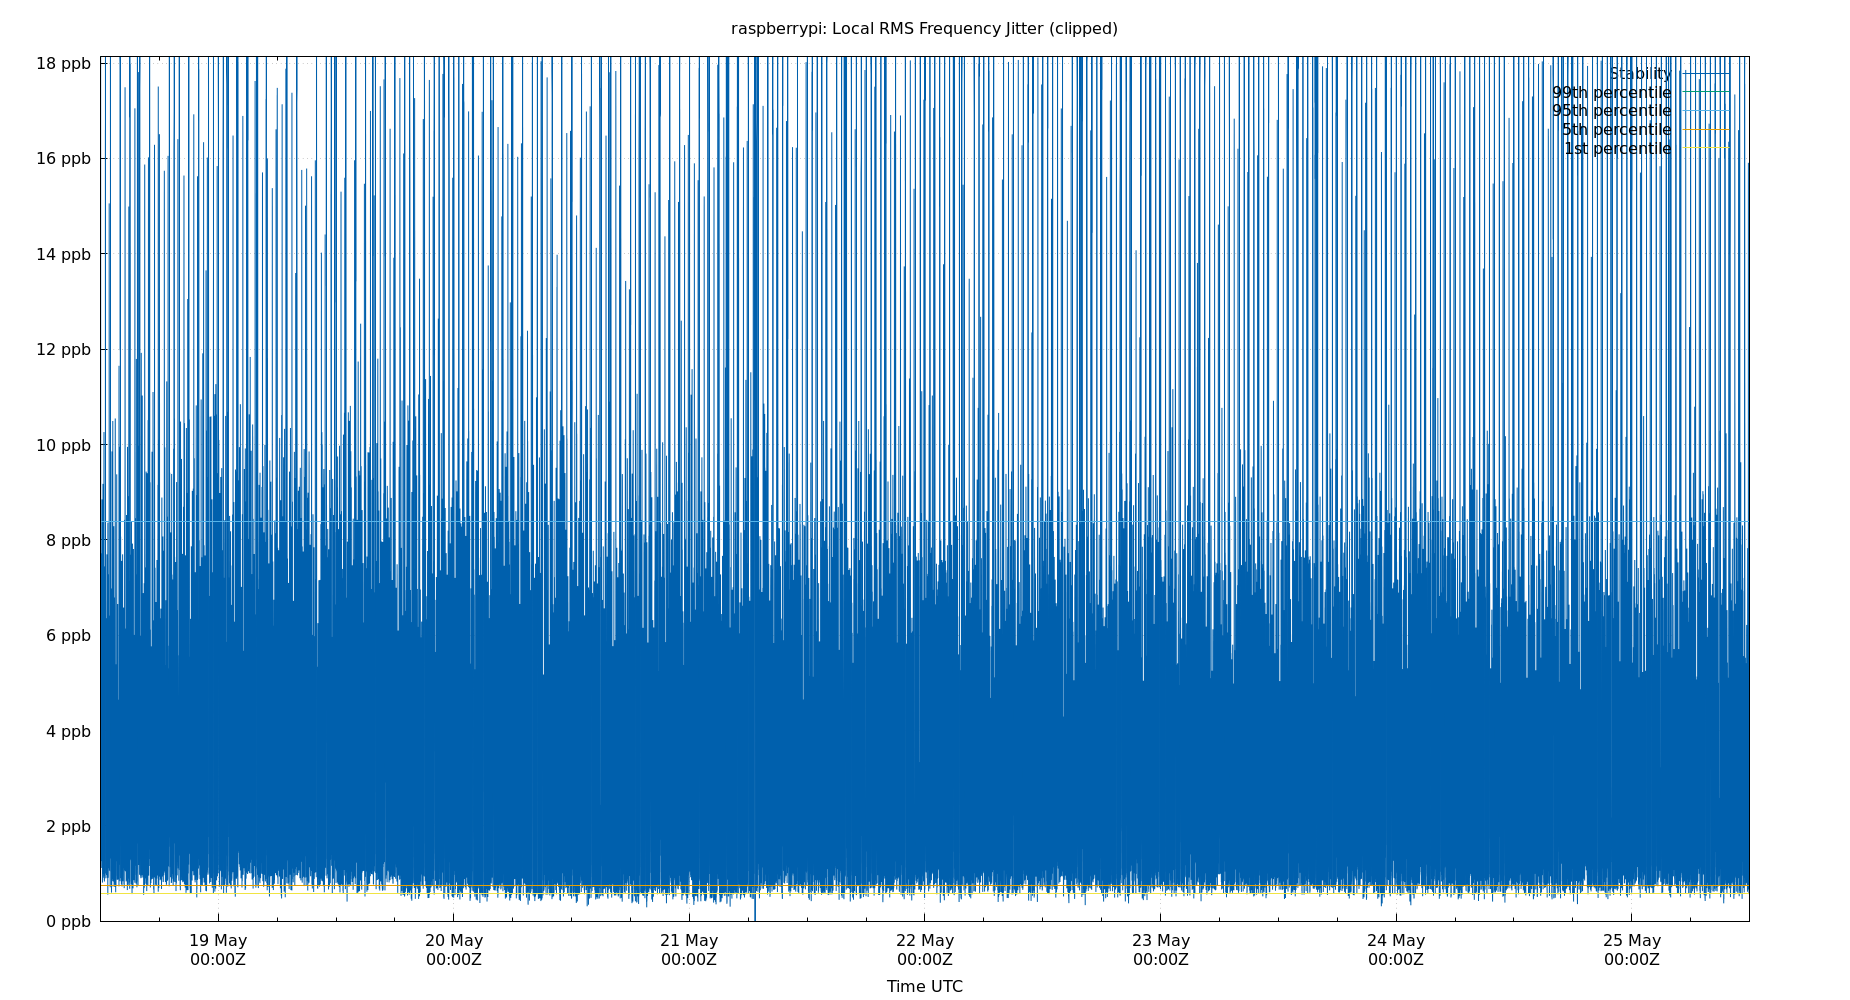 raspberrypi: Local RMS Frequency Jitter (clipped)
18 ppb
16 ppb
14 ppb
12 ppb
10 ppb
8 ppb
6 ppb
4 ppb
2 ppb
0 ppb
Stability
99th percentile
95th percentile
5th percentile
1st percentile
19 May
00:00Z
20 May
00:00Z
21 May
00:00Z
22 May
00:00Z
23 May
00:00Z
24 May
00:00Z
25 May
00:00Z
Time UTC